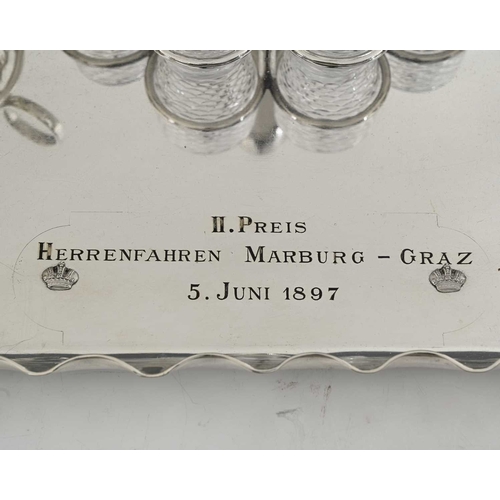 II. PREIS
HERRENFAHREN MARBURG – GRAZ
5. JUNI 1897